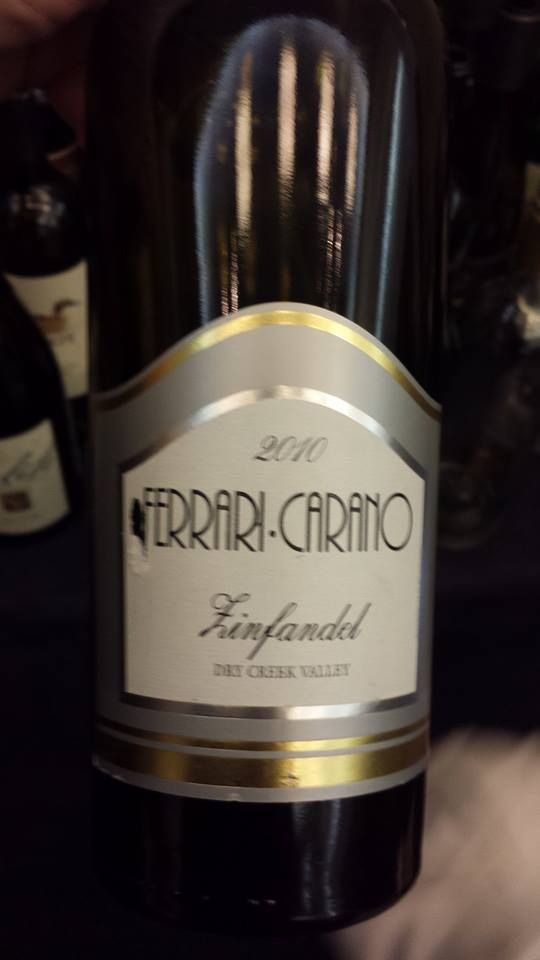 2010
FERRARI·CARANO
Zinfandel
DRY CREEK VALLEY